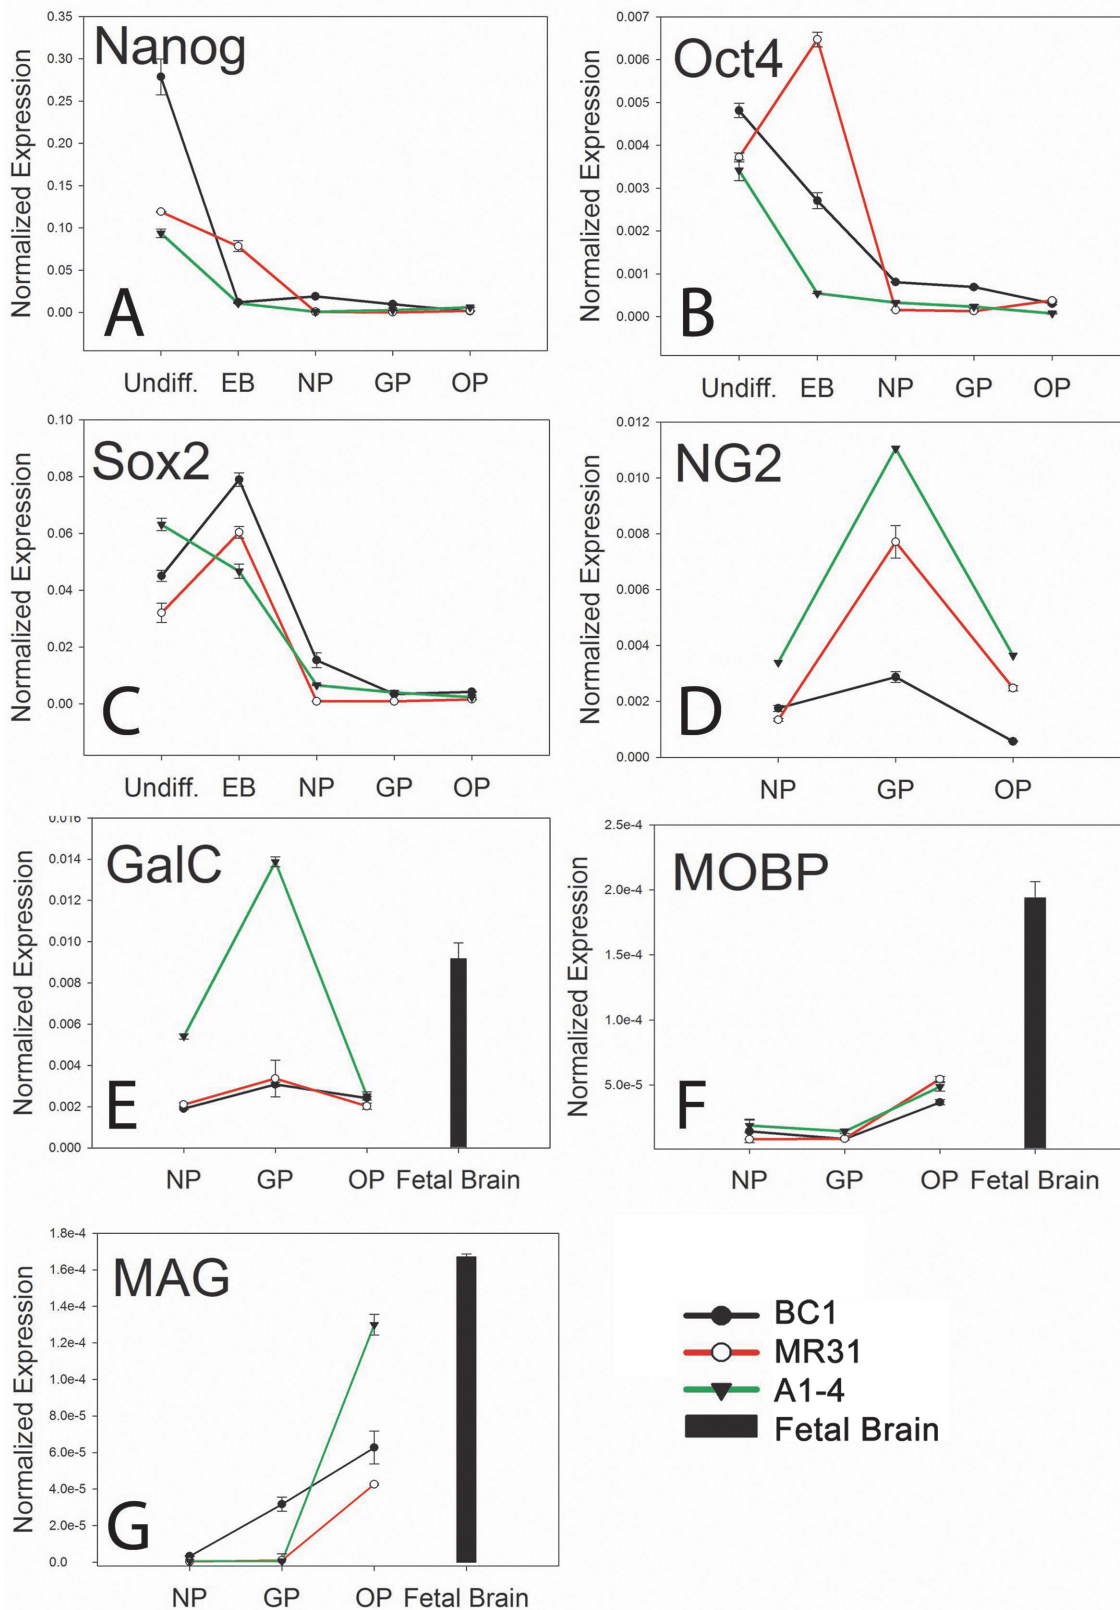 Nanog
Normalized Expression
0.35
0.30
0.25
0.20
0.15
0.10
0.05
0.00
A
Undiff. EB NP GP OP
Oct4
Normalized Expression
0.007
0.006
0.005
0.004
0.003
0.002
0.001
0.000
B
Undiff. EB NP GP OP
Sox2
Normalized Expression
0.10
0.08
0.06
0.04
0.02
0.00
C
Undiff. EB NP GP OP
NG2
Normalized Expression
0.012
0.010
0.008
0.006
0.004
0.002
0.000
D
NP GP OP
GalC
Normalized Expression
0.016
0.014
0.012
0.010
0.008
0.006
0.004
0.002
0.000
E
NP GP OP Fetal Brain
MOBP
Normalized Expression
2.5e-4
2.0e-4
1.5e-4
1.0e-4
5.0e-5
F
NP GP OP Fetal Brain
MAG
Normalized Expression
1.8e-4
1.6e-4
1.4e-4
1.2e-4
1.0e-4
8.0e-5
6.0e-5
4.0e-5
2.0e-5
0.0
G
NP GP OP Fetal Brain
BC1
MR31
A1-4
Fetal Brain